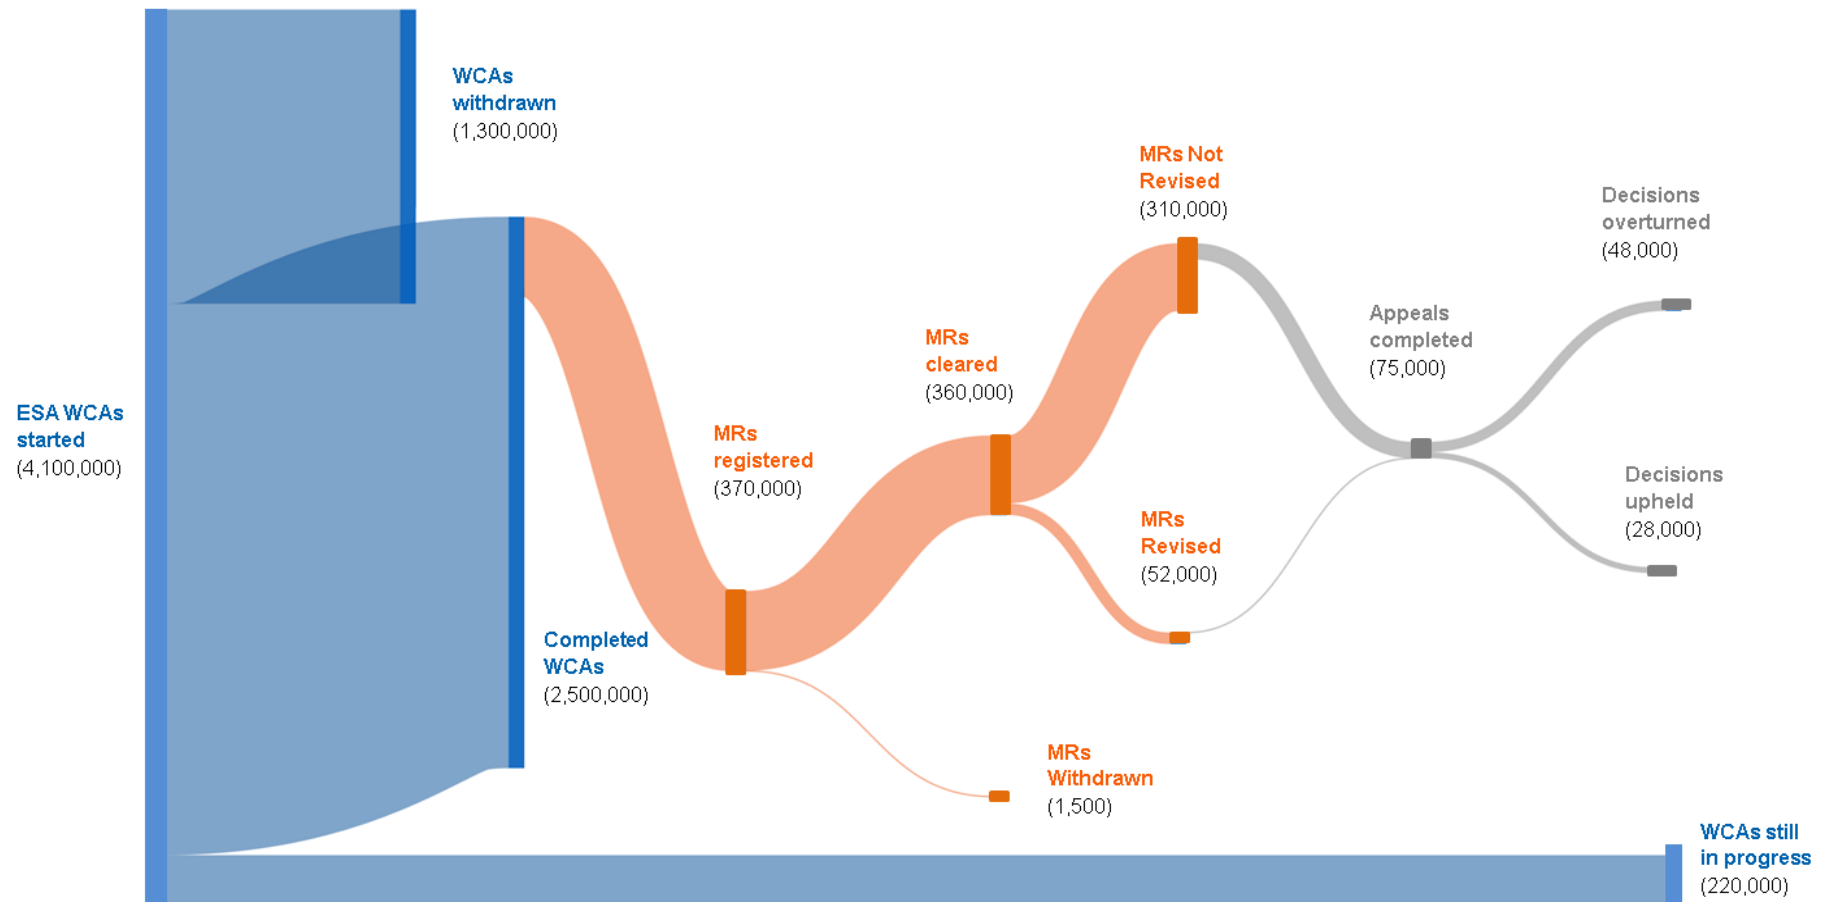 WCAs
withdrawn
(1,300,000)
MRs Not
Revised
(310,000)
Decisions
overturned
(48,000)
Appeals
completed
(75,000)
MRs
cleared
(360,000)
ESA WCAs
started
(4,100,000)
MRs
registered
(370,000)
Decisions
upheld
(28,000)
MRs
Revised
(52,000)
Completed
WCAs
(2,500,000)
MRs
Withdrawn
(1,500)
WCAs still
in progress
(220,000)